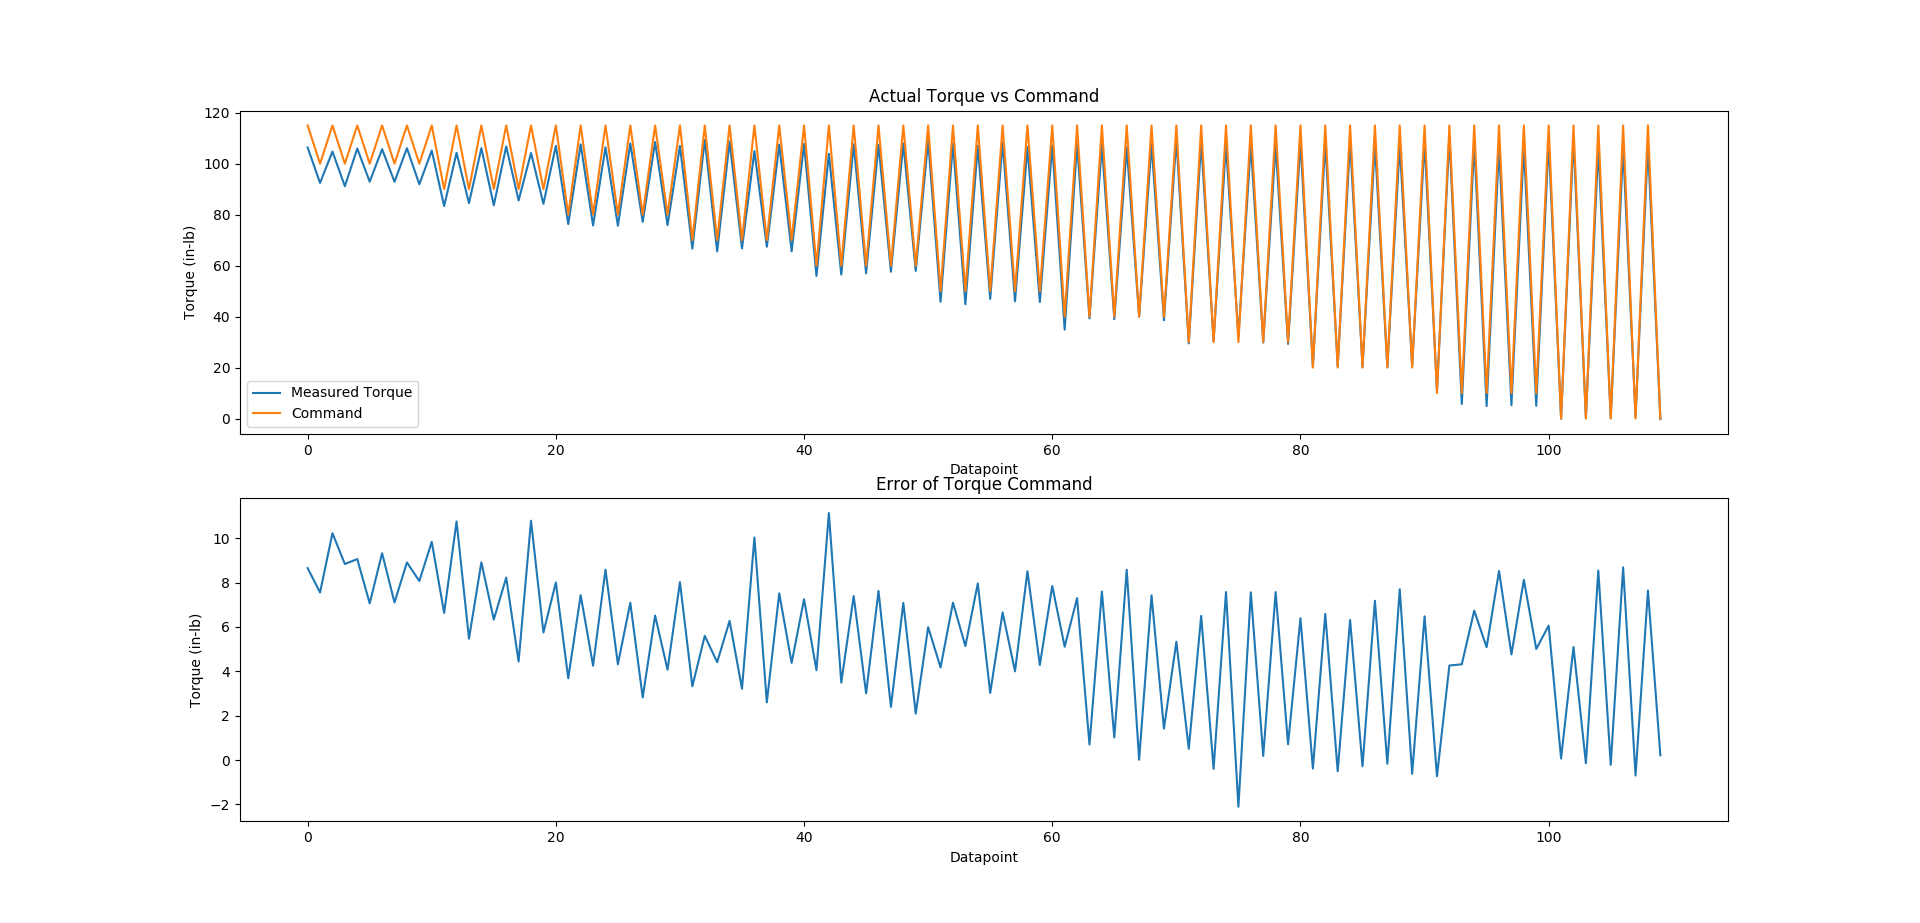 Actual Torque vs Command
120
100
80
60
40
20
0
Torque (in-lb)
Measured Torque
Command
0 20 40 60 80 100
Datapoint
Error of Torque Command
10
8
6
4
2
0
−2
Torque (in-lb)
0 20 40 60 80 100
Datapoint